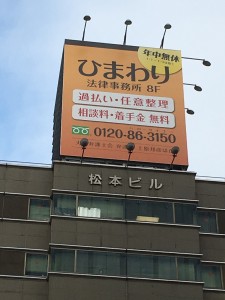 年中無休
ひまわり
法律事務所 8F
過払い・任意整理
相談料・着手金 無料
0120-86-3150
松本ビル